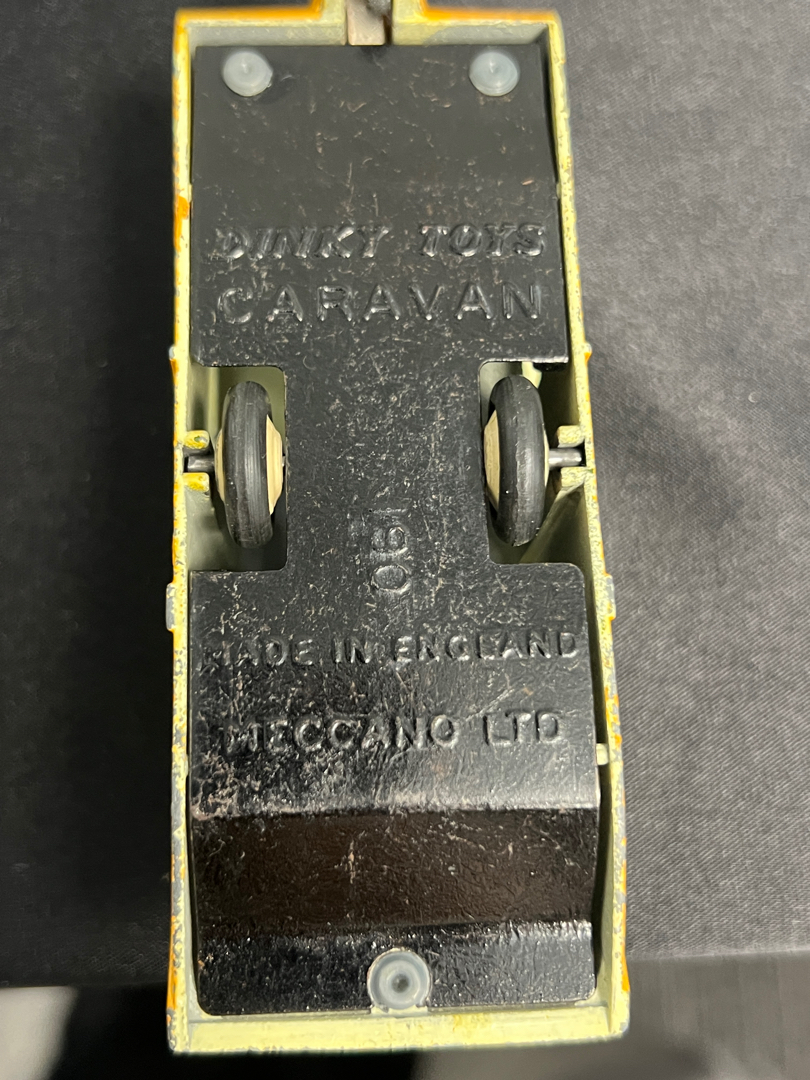 DINKY TOYS
CARAVAN
190
MADE IN ENGLAND
MECCANO LTD